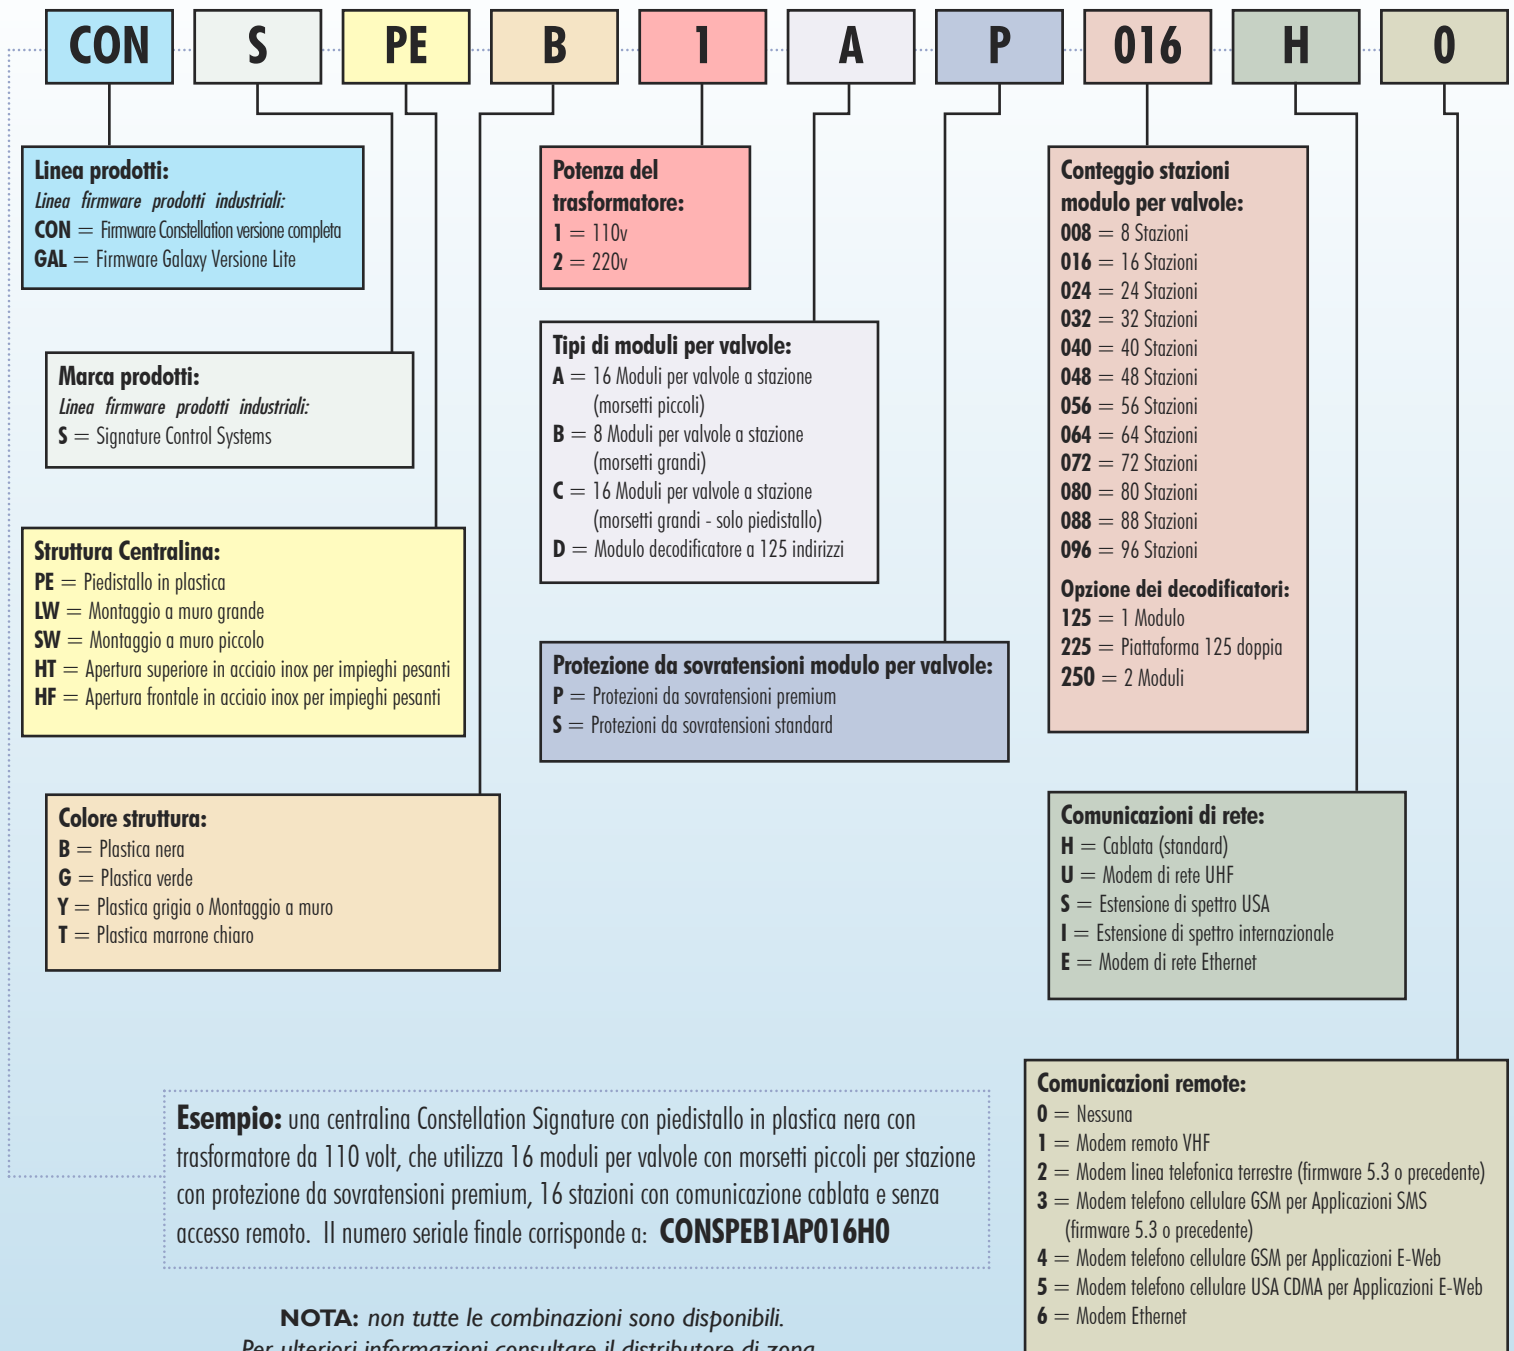 CON S PE B 1 A P 016 H 0
Linea prodotti:
Linea firmware prodotti industriali:
CON = Firmware Constellation versione completa
GAL = Firmware Galaxy Versione Lite
Marca prodotti:
Linea firmware prodotti industriali:
S = Signature Control Systems
Struttura Centralina:
PE = Piedistallo in plastica
LW = Montaggio a muro grande
SW = Montaggio a muro piccolo
HT = Apertura superiore in acciaio inox per impieghi pesanti
HF = Apertura frontale in acciaio inox per impieghi pesanti
Colore struttura:
B = Plastica nera
G = Plastica verde
Y = Plastica grigia o Montaggio a muro
T = Plastica marrone chiaro
Potenza del
trasformatore:
1 = 110v
2 = 220v
Tipi di moduli per valvole:
A = 16 Moduli per valvole a stazione
(morsetti piccoli)
B = 8 Moduli per valvole a stazione
(morsetti grandi)
C = 16 Moduli per valvole a stazione
(morsetti grandi - solo piedistallo)
D = Modulo decodificatore a 125 indirizzi
Protezione da sovratensioni modulo per valvole:
P = Protezioni da sovratensioni premium
S = Protezioni da sovratensioni standard
Conteggio stazioni
modulo per valvole:
008 = 8 Stazioni
016 = 16 Stazioni
024 = 24 Stazioni
032 = 32 Stazioni
040 = 40 Stazioni
048 = 48 Stazioni
056 = 56 Stazioni
064 = 64 Stazioni
072 = 72 Stazioni
080 = 80 Stazioni
088 = 88 Stazioni
096 = 96 Stazioni
Opzione dei decodificatori:
125 = 1 Modulo
225 = Piattaforma 125 doppia
250 = 2 Moduli
Comunicazioni di rete:
H = Cablata (standard)
U = Modem di rete UHF
S = Estensione di spettro USA
I = Estensione di spettro internazionale
E = Modem di rete Ethernet
Comunicazioni remote:
0 = Nessuna
1 = Modem remoto VHF
2 = Modem linea telefonica terrestre (firmware 5.3 o precedente)
3 = Modem telefono cellulare GSM per Applicazioni SMS
(firmware 5.3 o precedente)
4 = Modem telefono cellulare GSM per Applicazioni E-Web
5 = Modem telefono cellulare USA CDMA per Applicazioni E-Web
6 = Modem Ethernet
Esempio: una centralina Constellation Signature con piedistallo in plastica nera con
trasformatore da 110 volt, che utilizza 16 moduli per valvole con morsetti piccoli per stazione
con protezione da sovratensioni premium, 16 stazioni con comunicazione cablata e senza
accesso remoto. Il numero seriale finale corrisponde a: CONSPEB1AP016H0
NOTA: non tutte le combinazioni sono disponibili.
Per ulteriori informazioni consultare il distributore di zona